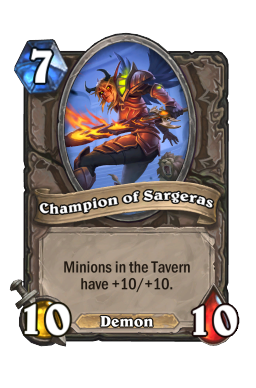 7
Champion of Sargeras
Minions in the Tavern
have +10/+10.
10
Demon
10